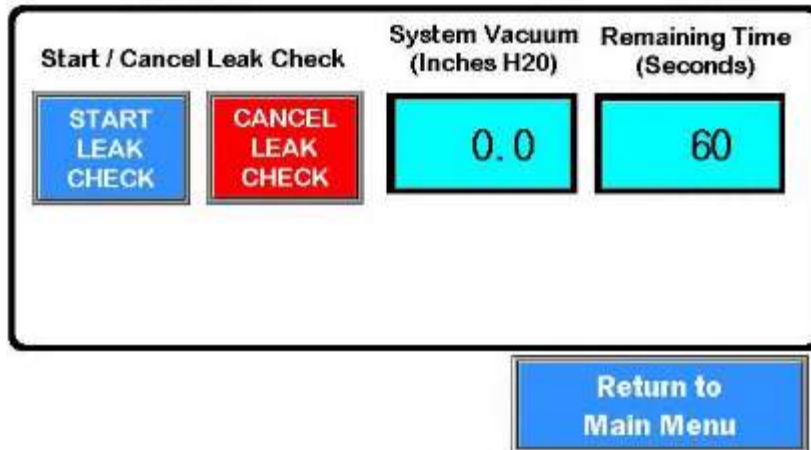 Start / Cancel Leak Check
System Vacuum
(Inches H20)
Remaining Time
(Seconds)
START
LEAK
CHECK
CANCEL
LEAK
CHECK
0.0
60
Return to
Main Menu